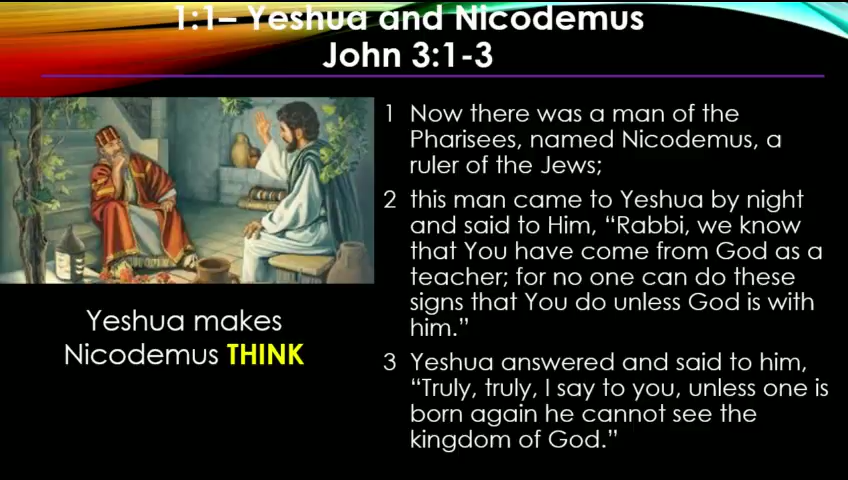 1:1– Yeshua and Nicodemus
John 3:1-3
1 Now there was a man of the
Pharisees, named Nicodemus, a
ruler of the Jews;
2 this man came to Yeshua by night
and said to Him, “Rabbi, we know
that You have come from God as a
teacher; for no one can do these
signs that You do unless God is with
him.”
3 Yeshua answered and said to him,
“Truly, truly, I say to you, unless one is
born again he cannot see the
kingdom of God.”
Yeshua makes
Nicodemus THINK